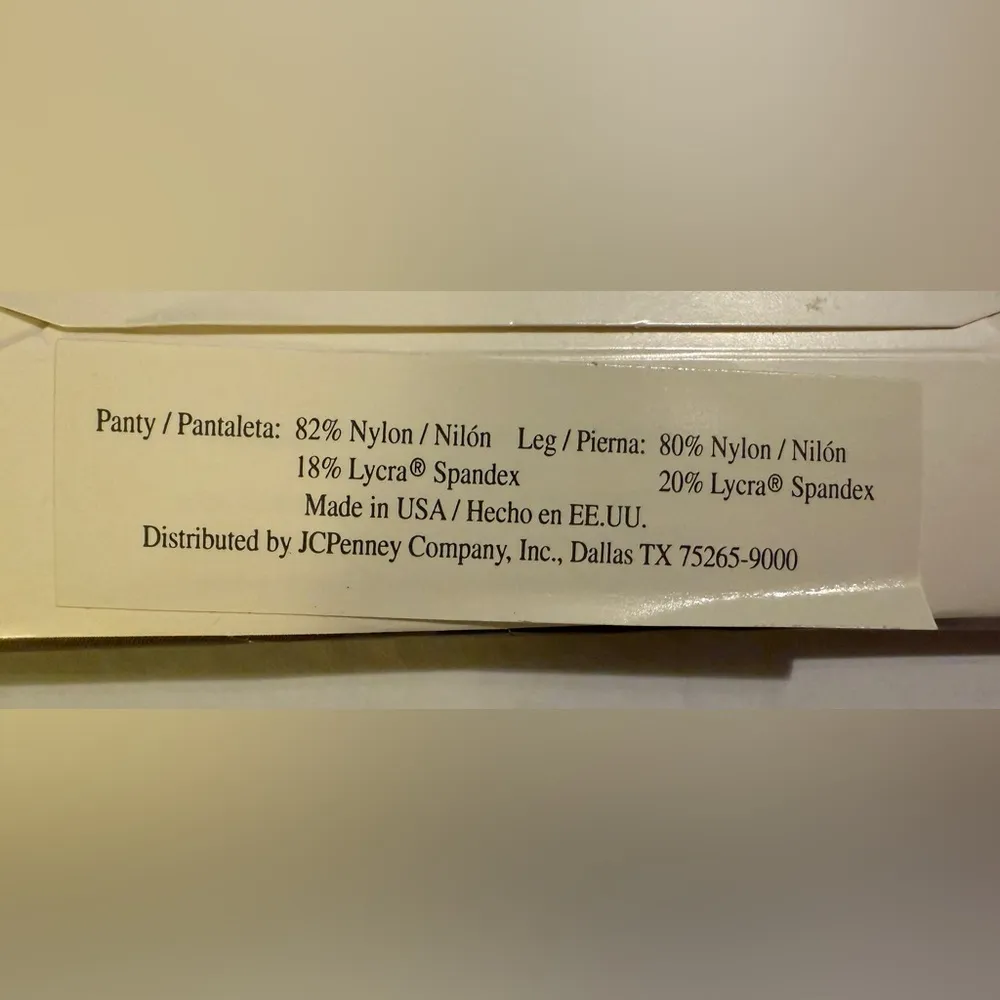 Panty / Pantaleta: 82% Nylon / Nilón Leg / Pierna: 80% Nylon / Nilón
18% Lycra® Spandex 20% Lycra® Spandex
Made in USA / Hecho en EE.UU.
Distributed by JCPenney Company, Inc., Dallas TX 75265-9000